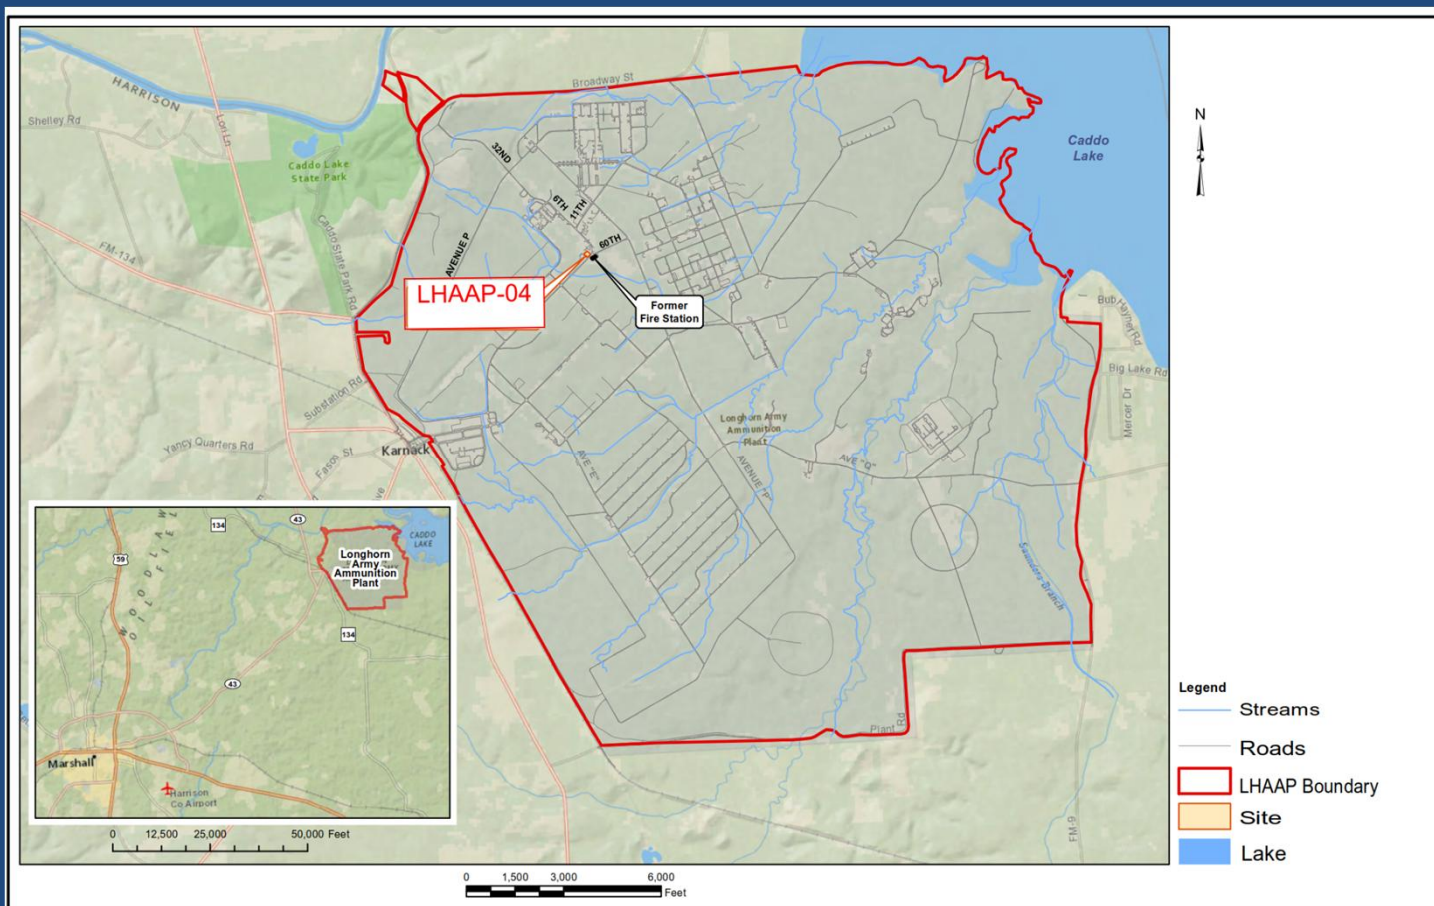 HARRISON
Shelley Rd
Lon Ln
Broadway St
Caddo Lake
State Park
Caddo State Park Rd
FM-134
32ND
6TH
11TH
60TH
AVENUE P
LHAAP-04
Former
Fire Station
Caddo
Lake
Bub Haynet Rd
Big Lake Rd
Mercer Dr
Substation Rd
Yancy Quarters Rd
Fason St
Karnack
Longhorn Army
Ammunition
Plant
AVE "E"
AVENUE "P"
AVE "Q"
Saunders Branch
Plant Rd
FM-9
134
43
59
CADDO
LAKE
Longhorn
Army
Ammunition
Plant
134
43
Marshall
Harrison
Co Airport
0 12,500 25,000 50,000 Feet
0 1,500 3,000 6,000
Feet
N
Legend
Streams
Roads
LHAAP Boundary
Site
Lake